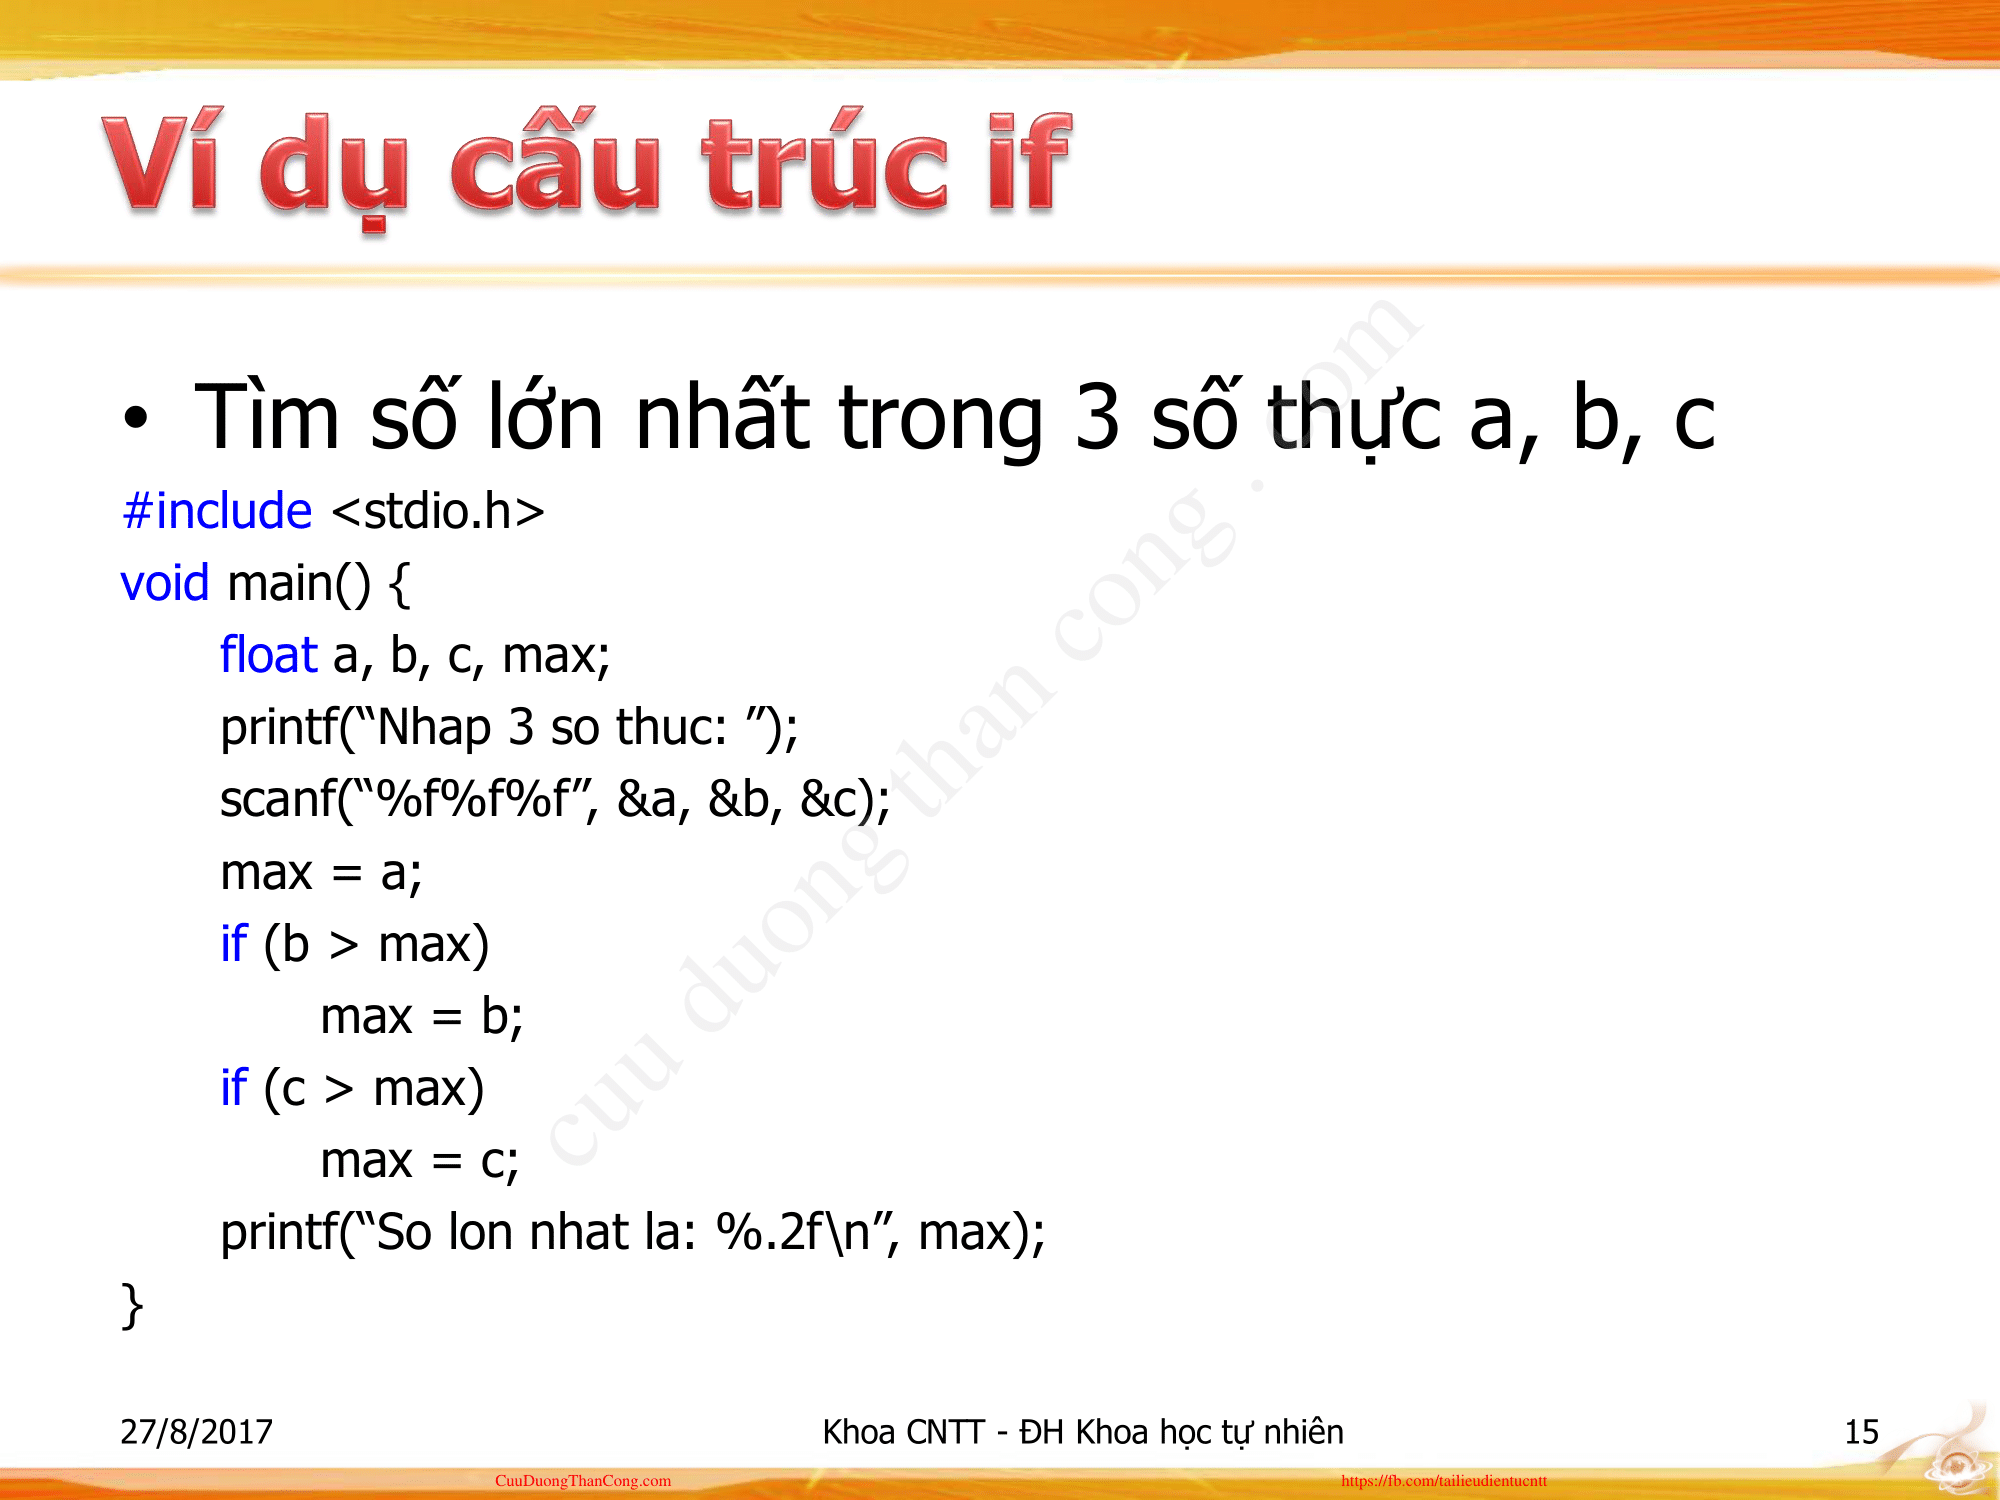 Ví dụ cấu trúc if
• Tìm số lớn nhất trong 3 số thực a, b, c
#include <stdio.h>
void main() {
float a, b, c, max;
printf(“Nhap 3 so thuc: ”);
scanf(“%f%f%f”, &a, &b, &c);
max = a;
if (b > max)
max = b;
if (c > max)
max = c;
printf(“So lon nhat la: %.2f\n”, max);
}
cuu duong than cong . com
27/8/2017
Khoa CNTT - ĐH Khoa học tự nhiên
15
CuuDuongThanCong.com
https://fb.com/tailieudientucntt